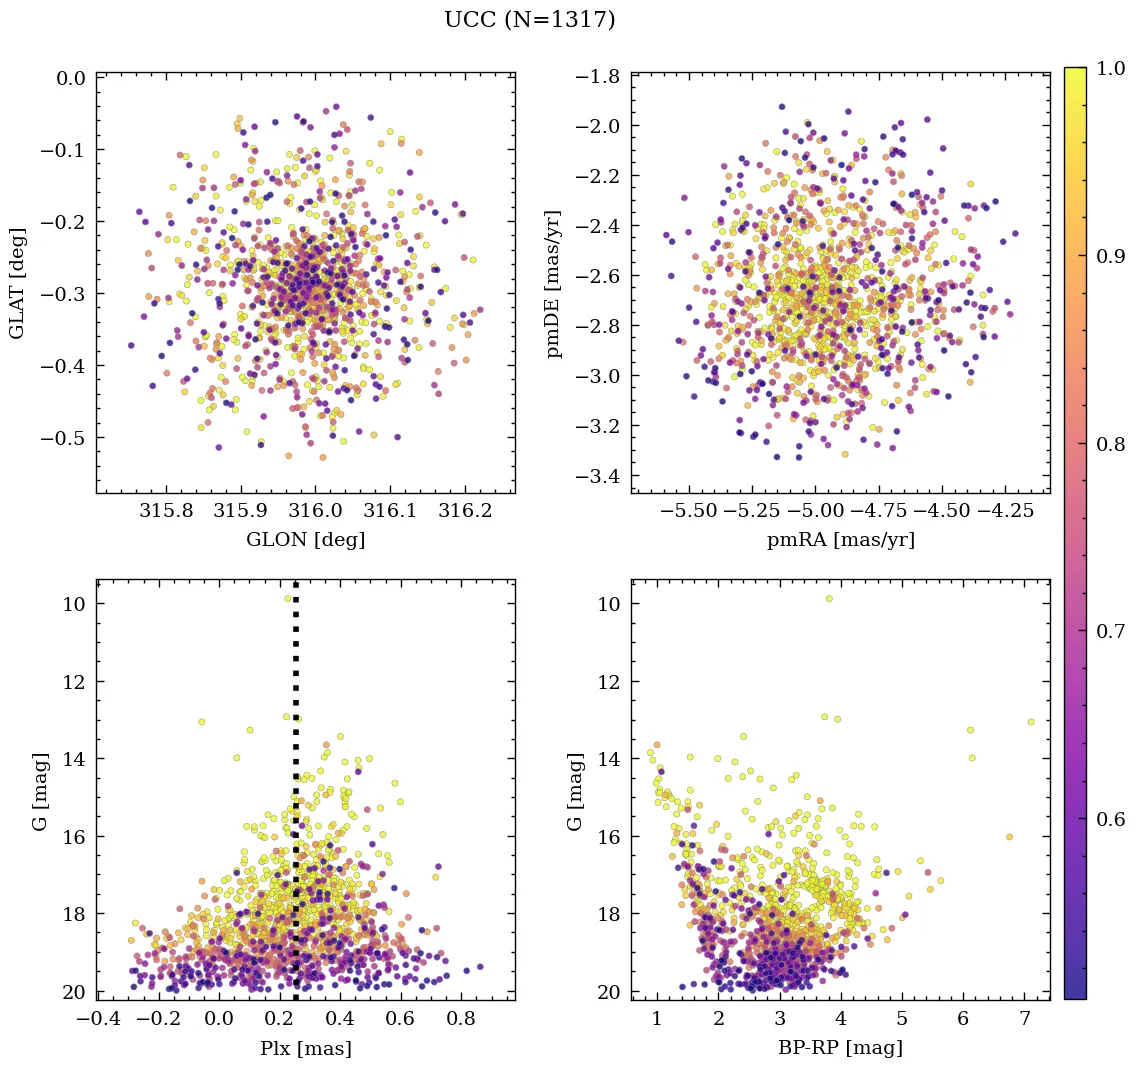 UCC (N=1317)
0.0
−0.1
−0.2
−0.3
−0.4
−0.5
GLAT [deg]
315.8 315.9 316.0 316.1 316.2
GLON [deg]
−1.8
−2.0
−2.2
−2.4
−2.6
−2.8
−3.0
−3.2
−3.4
pmDE [mas/yr]
−5.50 −5.25 −5.00 −4.75 −4.50 −4.25
pmRA [mas/yr]
1.0
0.9
0.8
0.7
0.6
10
12
14
16
18
20
G [mag]
−0.4 −0.2 0.0 0.2 0.4 0.6 0.8
Plx [mas]
10
12
14
16
18
20
G [mag]
1 2 3 4 5 6 7
BP-RP [mag]